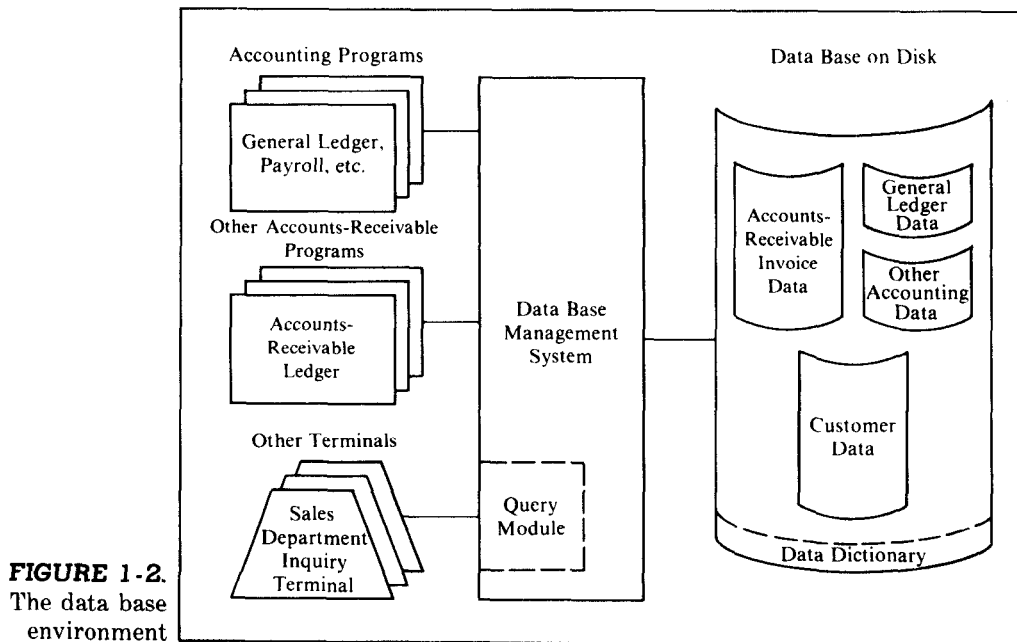 Accounting Programs
General Ledger,
Payroll, etc.
Other Accounts-Receivable
Programs
Accounts-
Receivable
Ledger
Other Terminals
Sales
Department
Inquiry
Terminal
Data Base
Management
System
Query
Module
Data Base on Disk
Accounts-
Receivable
Invoice
Data
General
Ledger
Data
Other
Accounting
Data
Customer
Data
Data Dictionary
FIGURE 1-2.
The data base
environment